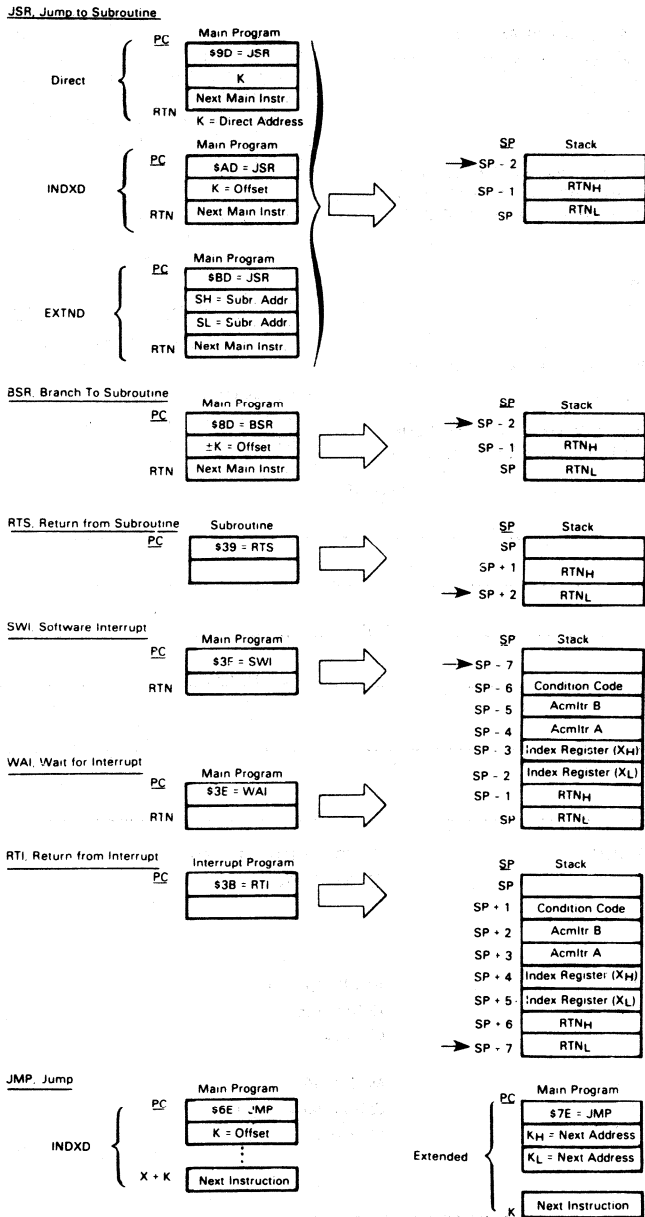 JSR, Jump to Subroutine
PC
Main Program
$9D = JSR
Direct
K
Next Main Instr.
RTN
K = Direct Address
Main Program
PC
$AD = JSR
INDXD
K = Offset
RTN
Next Main Instr
Main Program
PC
$BD = JSR
SH = Subr. Addr
EXTND
SL = Subr. Addr
RTN
Next Main Instr.
SP
Stack
SP - 2
SP - 1
RTNH
SP
RTNL
BSR, Branch To Subroutine
PC
Main Program
$8D = BSR
±K = Offset
RTN
Next Main Instr
SP
Stack
SP - 2
SP - 1
RTNH
SP
RTNL
RTS, Return from Subroutine
PC
Subroutine
$39 = RTS
SP
Stack
SP
SP + 1
RTNH
SP + 2
RTNL
SWI, Software Interrupt
PC
Main Program
$3F = SWI
RTN
WAI, Wait for Interrupt
PC
Main Program
$3E = WAI
RTN
SP
Stack
SP - 7
SP - 6
Condition Code
SP - 5
Acmltr B
SP - 4
Acmltr A
SP - 3
Index Register (XH)
SP - 2
Index Register (XL)
SP - 1
RTNH
SP
RTNL
RTI, Return from Interrupt
PC
Interrupt Program
$3B = RTI
SP
Stack
SP
SP + 1
Condition Code
SP + 2
Acmltr B
SP + 3
Acmltr A
SP + 4
Index Register (XH)
SP + 5
Index Register (XL)
SP + 6
RTNH
SP + 7
RTNL
JMP, Jump
PC
Main Program
$6E = JMP
K = Offset
INDXD
X + K
Next Instruction
PC
Main Program
$7E = JMP
KH = Next Address
Extended
KL = Next Address
K
Next Instruction